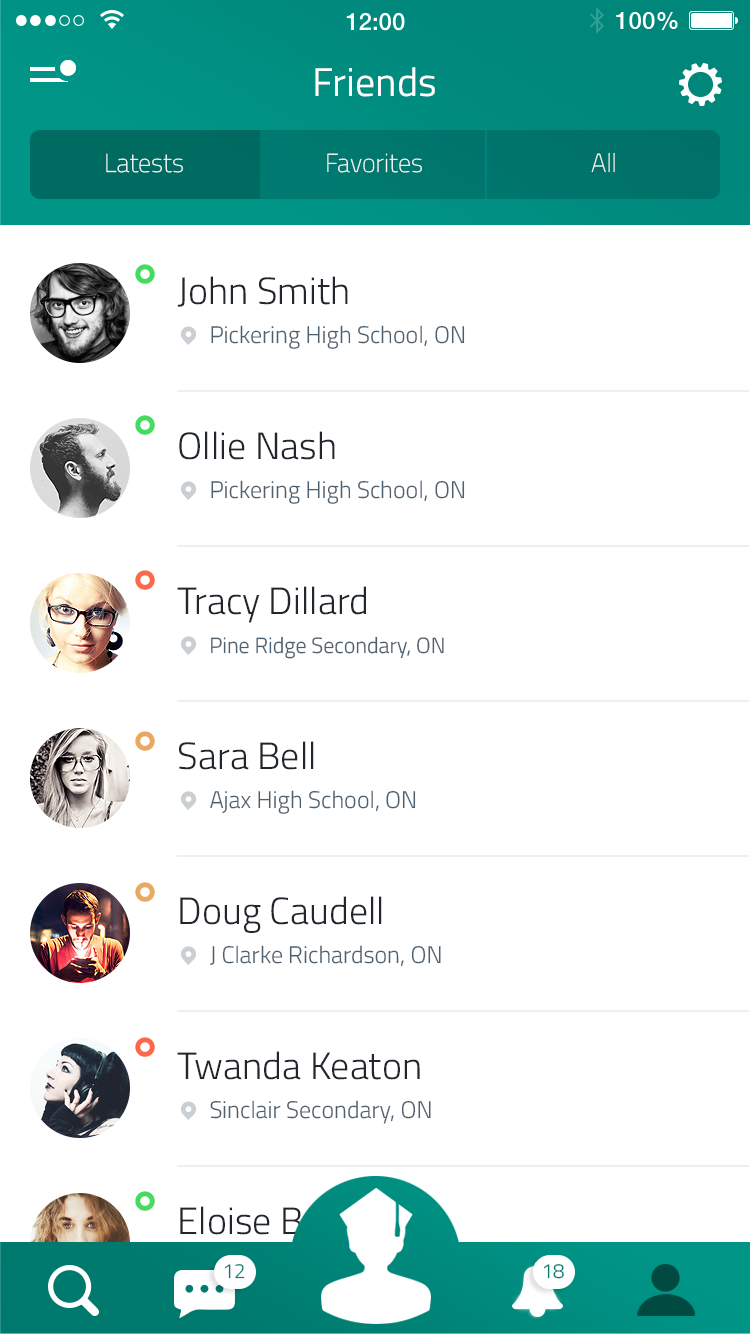 12:00
100%
Friends
Latests
Favorites
All
John Smith
Pickering High School, ON
Ollie Nash
Pickering High School, ON
Tracy Dillard
Pine Ridge Secondary, ON
Sara Bell
Ajax High School, ON
Doug Caudell
J Clarke Richardson, ON
Twanda Keaton
Sinclair Secondary, ON
Eloise
12
18